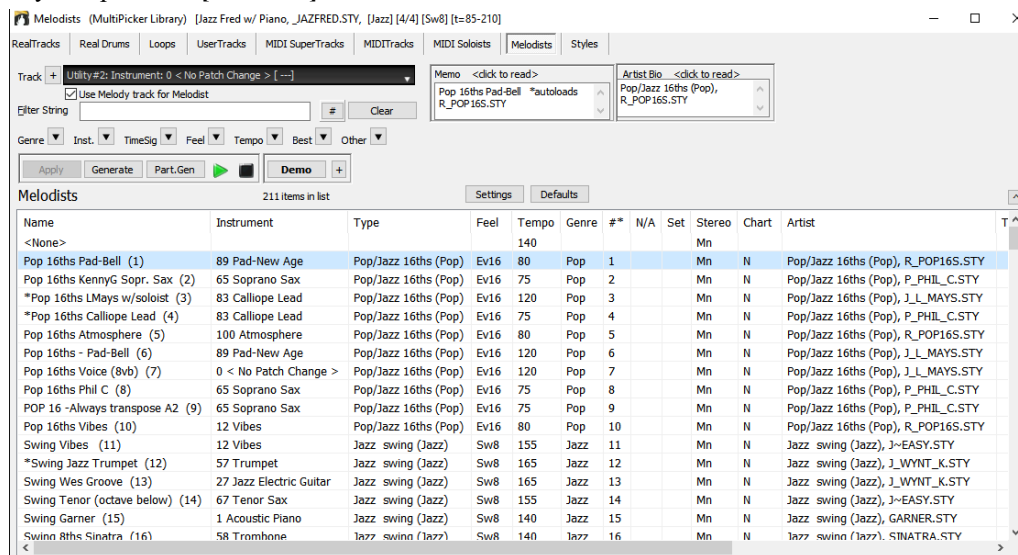 Melodists (MultiPicker Library) [Jazz Fred w/ Piano, _JAZFRED.STY, [Jazz] [4/4] [Sw8] [t=85-210]
RealTracks Real Drums Loops UserTracks MIDI SuperTracks MIDITracks MIDI Soloists Melodists Styles
Track + Utility#2: Instrument: 0 < No Patch Change > [ ---]
Memo <click to read> Artist Bio <click to read>
Use Melody track for Melodist
Pop 16ths Pad-Bell *autoloads R_POP16S.STY
Pop/Jazz 16ths (Pop), R_POP16S.STY
Filter String # Clear
Genre Inst. TimeSig Feel Tempo Best Other
Apply Generate Part.Gen Demo +
Melodists 211 items in list Settings Defaults
Name Instrument Type Feel Tempo Genre #* N/A Set Stereo Chart Artist T
<None> 140 Mn
Pop 16ths Pad-Bell (1) 89 Pad-New Age Pop/Jazz 16ths (Pop) Ev16 80 Pop 1 Mn N Pop/Jazz 16ths (Pop), R_POP16S.STY
Pop 16ths KennyG Sopr. Sax (2) 65 Soprano Sax Pop/Jazz 16ths (Pop) Ev16 75 Pop 2 Mn N Pop/Jazz 16ths (Pop), P_PHIL_C.STY
*Pop 16ths LMays w/soloist (3) 83 Calliope Lead Pop/Jazz 16ths (Pop) Ev16 120 Pop 3 Mn N Pop/Jazz 16ths (Pop), J_L_MAYS.STY
*Pop 16ths Calliope Lead (4) 83 Calliope Lead Pop/Jazz 16ths (Pop) Ev16 75 Pop 4 Mn N Pop/Jazz 16ths (Pop), P_PHIL_C.STY
Pop 16ths Atmosphere (5) 100 Atmosphere Pop/Jazz 16ths (Pop) Ev16 80 Pop 5 Mn N Pop/Jazz 16ths (Pop), R_POP16S.STY
Pop 16ths - Pad-Bell (6) 89 Pad-New Age Pop/Jazz 16ths (Pop) Ev16 120 Pop 6 Mn N Pop/Jazz 16ths (Pop), J_L_MAYS.STY
Pop 16ths Voice (8vb) (7) 0 < No Patch Change > Pop/Jazz 16ths (Pop) Ev16 120 Pop 7 Mn N Pop/Jazz 16ths (Pop), J_L_MAYS.STY
Pop 16ths Phil C (8) 65 Soprano Sax Pop/Jazz 16ths (Pop) Ev16 75 Pop 8 Mn N Pop/Jazz 16ths (Pop), P_PHIL_C.STY
POP 16 -Always transpose A2 (9) 65 Soprano Sax Pop/Jazz 16ths (Pop) Ev16 75 Pop 9 Mn N Pop/Jazz 16ths (Pop), P_PHIL_C.STY
Pop 16ths Vibes (10) 12 Vibes Pop/Jazz 16ths (Pop) Ev16 80 Pop 10 Mn N Pop/Jazz 16ths (Pop), R_POP16S.STY
Swing Vibes (11) 12 Vibes Jazz swing (Jazz) Sw8 155 Jazz 11 Mn N Jazz swing (Jazz), J~EASY.STY
*Swing Jazz Trumpet (12) 57 Trumpet Jazz swing (Jazz) Sw8 165 Jazz 12 Mn N Jazz swing (Jazz), J_WYNT_K.STY
Swing Wes Groove (13) 27 Jazz Electric Guitar Jazz swing (Jazz) Sw8 165 Jazz 13 Mn N Jazz swing (Jazz), J_WYNT_K.STY
Swing Tenor (octave below) (14) 67 Tenor Sax Jazz swing (Jazz) Sw8 155 Jazz 14 Mn N Jazz swing (Jazz), J~EASY.STY
Swing Garner (15) 1 Acoustic Piano Jazz swing (Jazz) Sw8 140 Jazz 15 Mn N Jazz swing (Jazz), GARNER.STY
Swing 8ths Sinatra (16) 58 Trombone Jazz swing (Jazz) Sw8 140 Jazz 16 Mn N Jazz swing (Jazz), SINATRA.STY